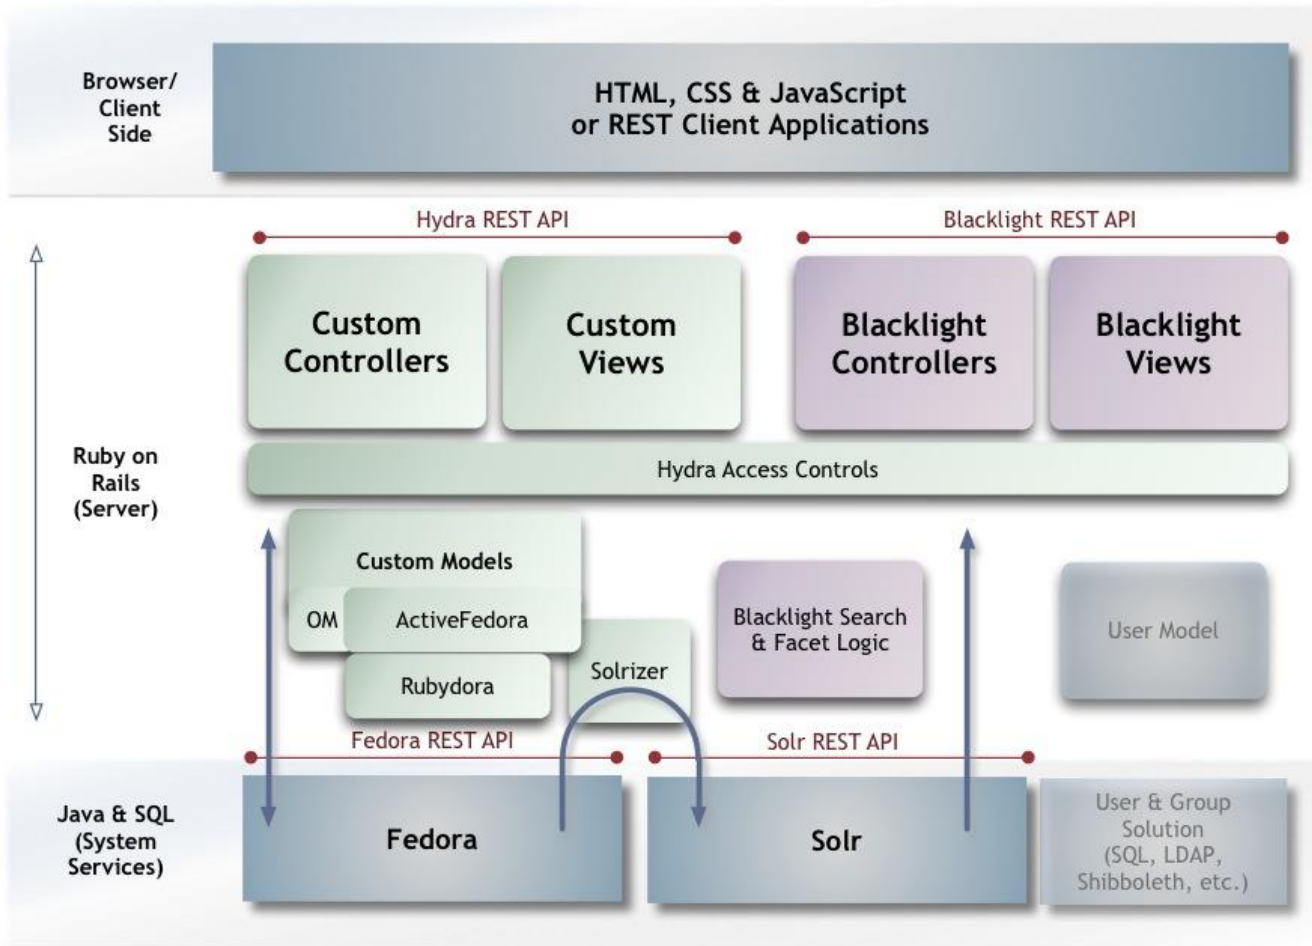 Browser/
Client
Side
HTML, CSS & JavaScript
or REST Client Applications
Hydra REST API
Blacklight REST API
Custom
Controllers
Custom
Views
Blacklight
Controllers
Blacklight
Views
Ruby on
Rails
(Server)
Hydra Access Controls
Custom Models
OM
ActiveFedora
Rubydora
Solrizer
Blacklight Search
& Facet Logic
User Model
Fedora REST API
Solr REST API
Java & SQL
(System
Services)
Fedora
Solr
User & Group
Solution
(SQL, LDAP,
Shibboleth, etc.)